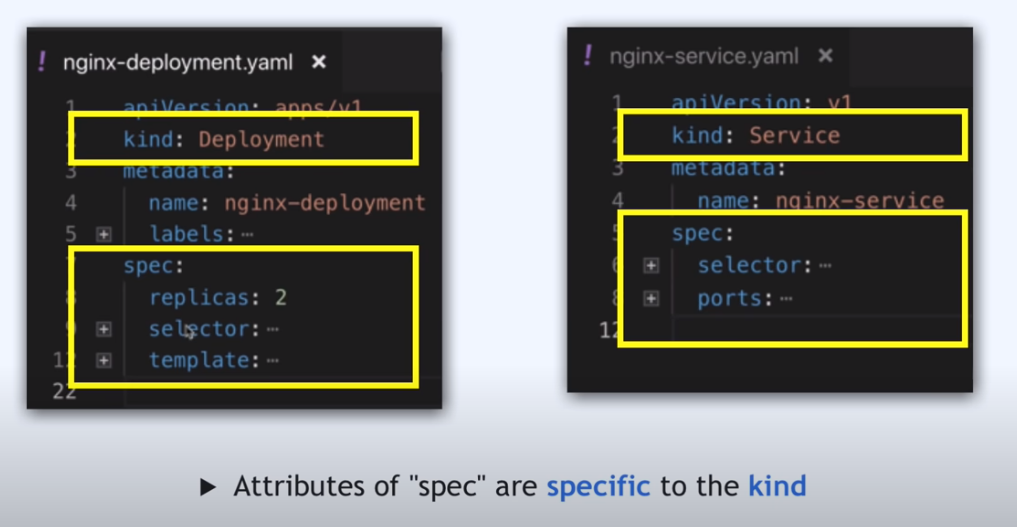 ! nginx-deployment.yaml ×
1 apiVersion: apps/v1
2 kind: Deployment
3 metadata:
4 name: nginx-deployment
5 labels: ⋯
7 spec:
8 replicas: 2
9 selector: ⋯
12 template: ⋯
22
! nginx-service.yaml ×
1 apiVersion: v1
2 kind: Service
3 metadata:
4 name: nginx-service
5 spec:
6 selector: ⋯
8 ports: ⋯
12
► Attributes of "spec" are specific to the kind